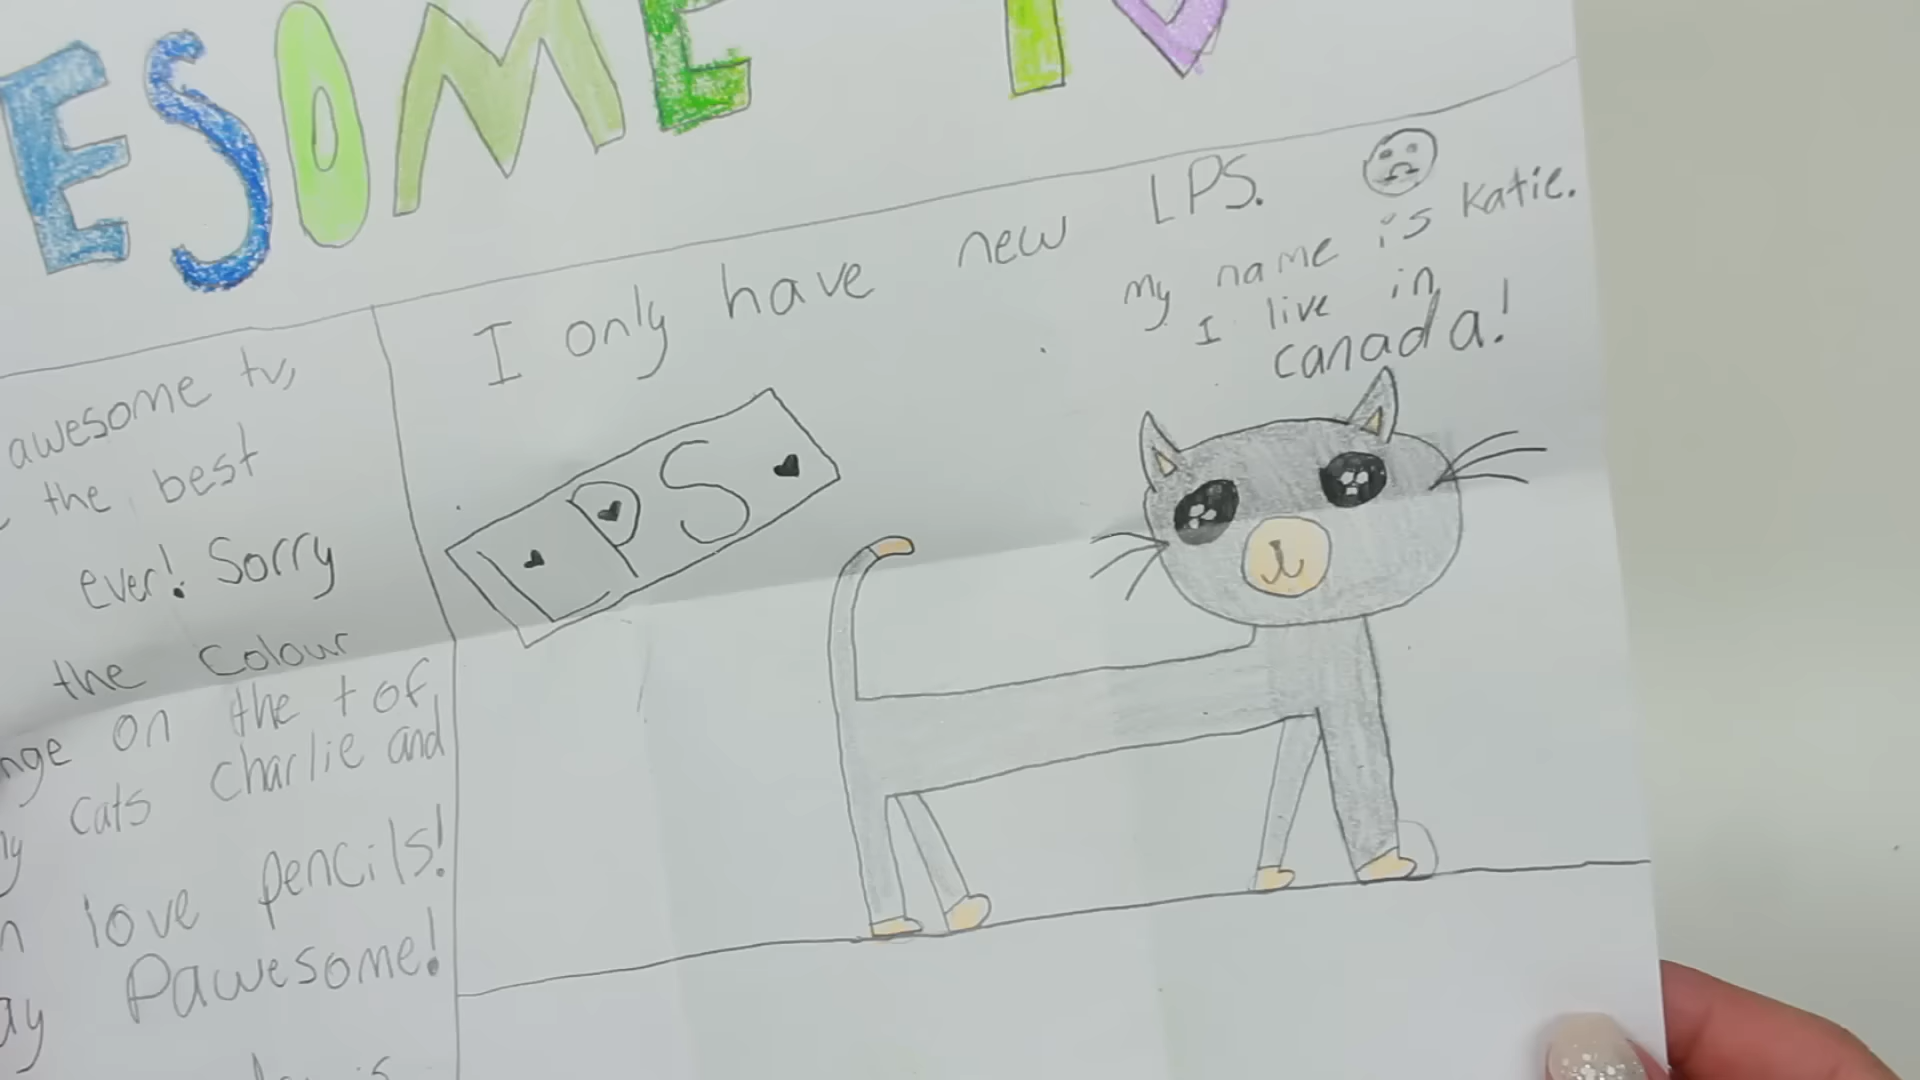 ESOME TV
I only have new LPS.
my name is Katie.
I live in
canada!
LPS
awesome tv,
the best
ever! Sorry
the colour
on the t of
cats charlie and
love pencils!
Pawesome!